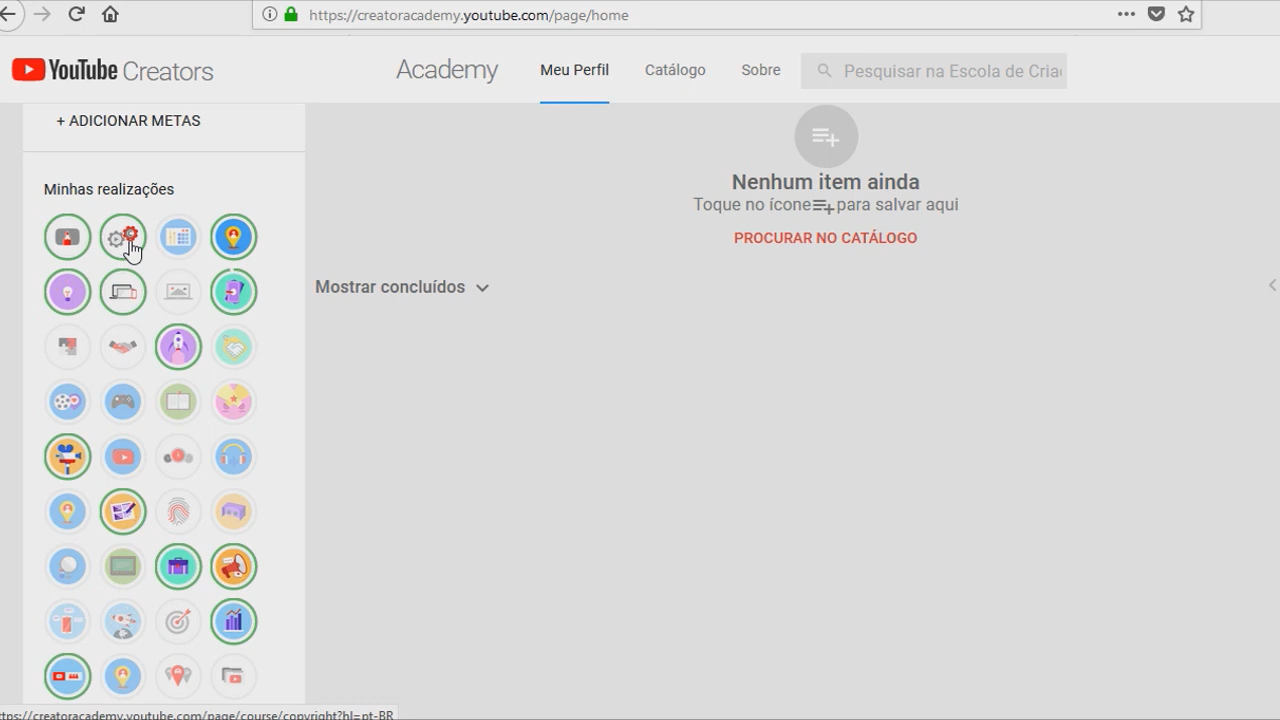 https://creatoracademy.youtube.com/page/home
YouTube Creators
Academy
Meu Perfil
Catálogo
Sobre
Pesquisar na Escola de Cria
+ ADICIONAR METAS
Minhas realizações
Nenhum item ainda
Toque no ícone para salvar aqui
PROCURAR NO CATÁLOGO
Mostrar concluídos
ttps://creatoracademy.youtube.com/page/course/copyright?hl=pt-BR